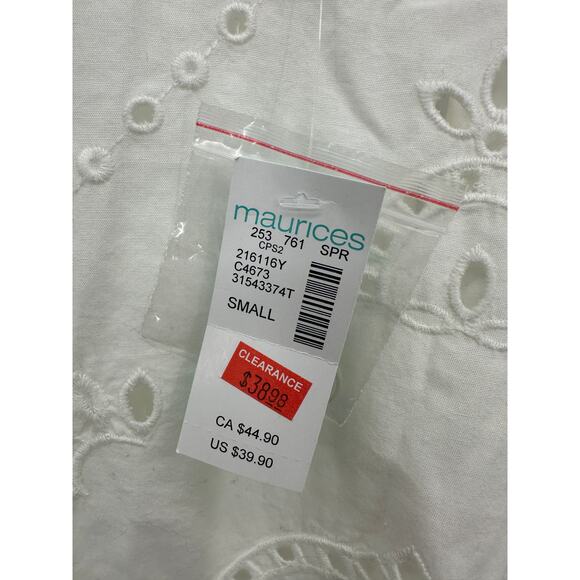 maurices
253 761 SPR
CPS2
216116Y
C4673
31543374T
SMALL
CLEARANCE
$38.98
CA $44.90
US $39.90